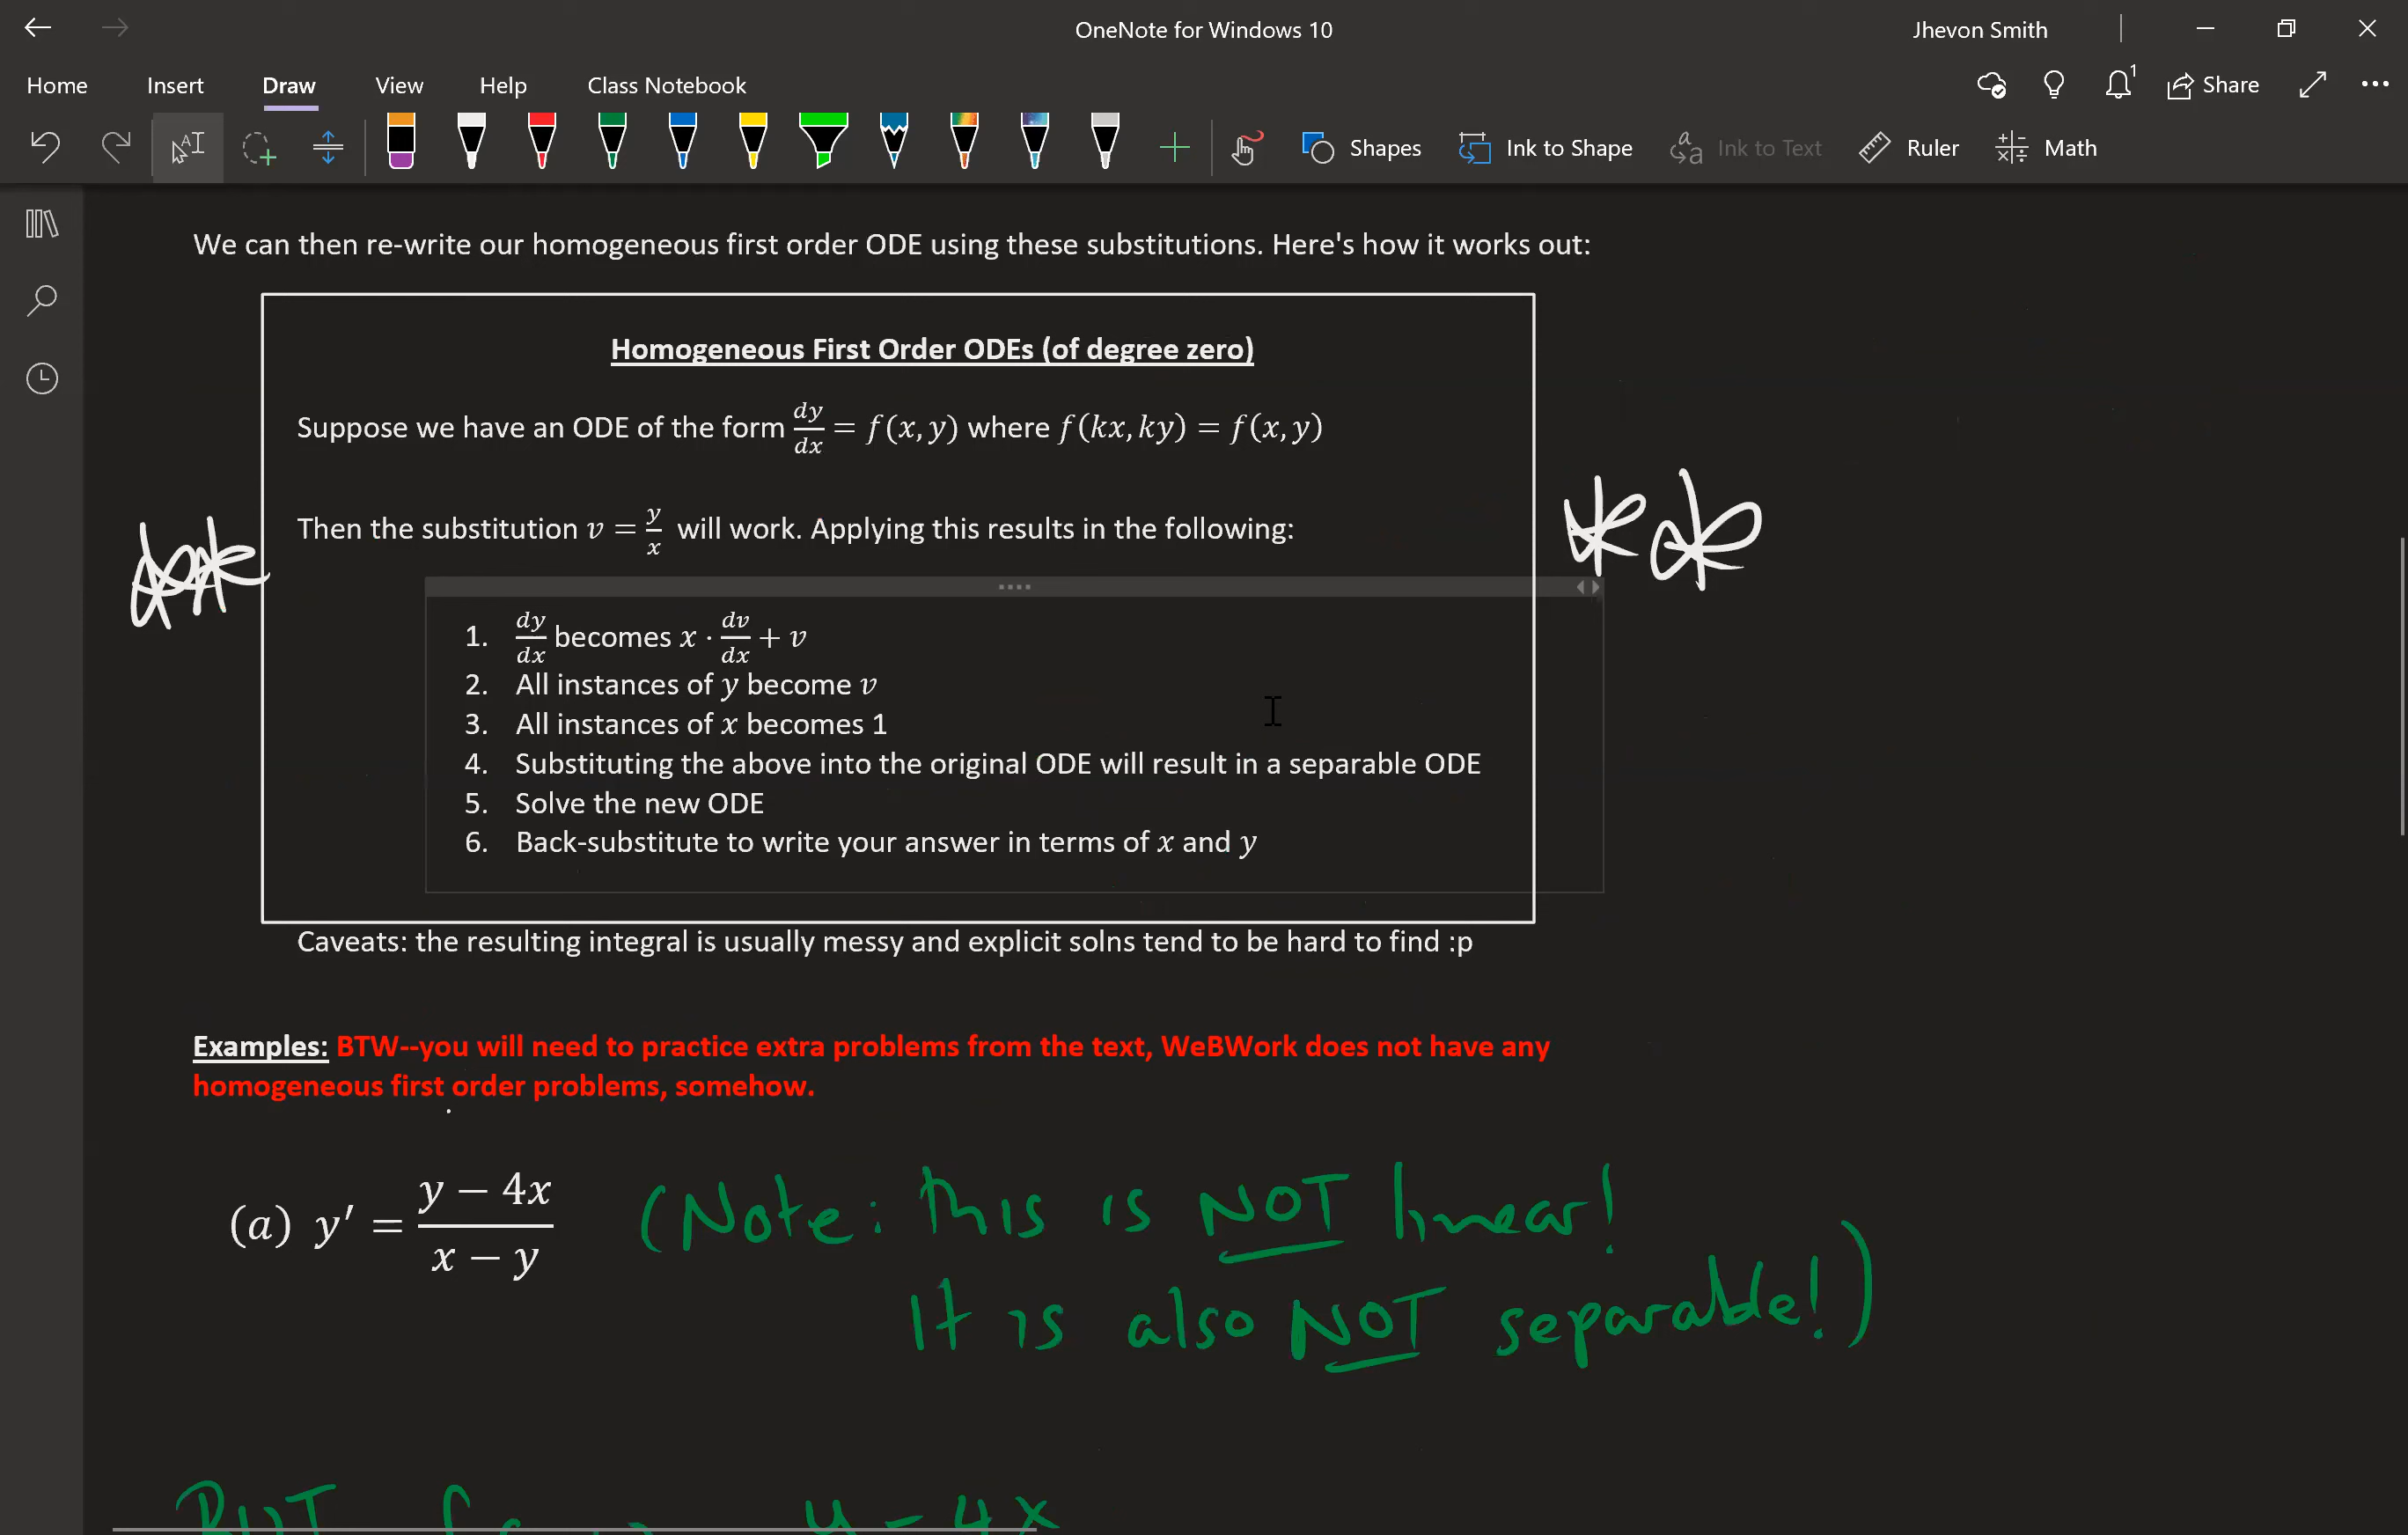 OneNote for Windows 10
Jhevon Smith
Home Insert Draw View Help Class Notebook
1
Share
Shapes Ink to Shape Ink to Text Ruler Math
We can then re-write our homogeneous first order ODE using these substitutions. Here's how it works out:
Homogeneous First Order ODEs (of degree zero)
Suppose we have an ODE of the form dy/dx = f(x, y) where f(kx, ky) = f(x, y)
Then the substitution v = y/x will work. Applying this results in the following:
1. dy/dx becomes x · dv/dx + v
2. All instances of y become v
3. All instances of x becomes 1
4. Substituting the above into the original ODE will result in a separable ODE
5. Solve the new ODE
6. Back-substitute to write your answer in terms of x and y
Caveats: the resulting integral is usually messy and explicit solns tend to be hard to find :p
Examples: BTW--you will need to practice extra problems from the text, WeBWork does not have any
homogeneous first order problems, somehow.
(a) y′ = (y − 4x)/(x − y) (Note: this is NOT linear!
It is also NOT separable!)
BUT y - 4x